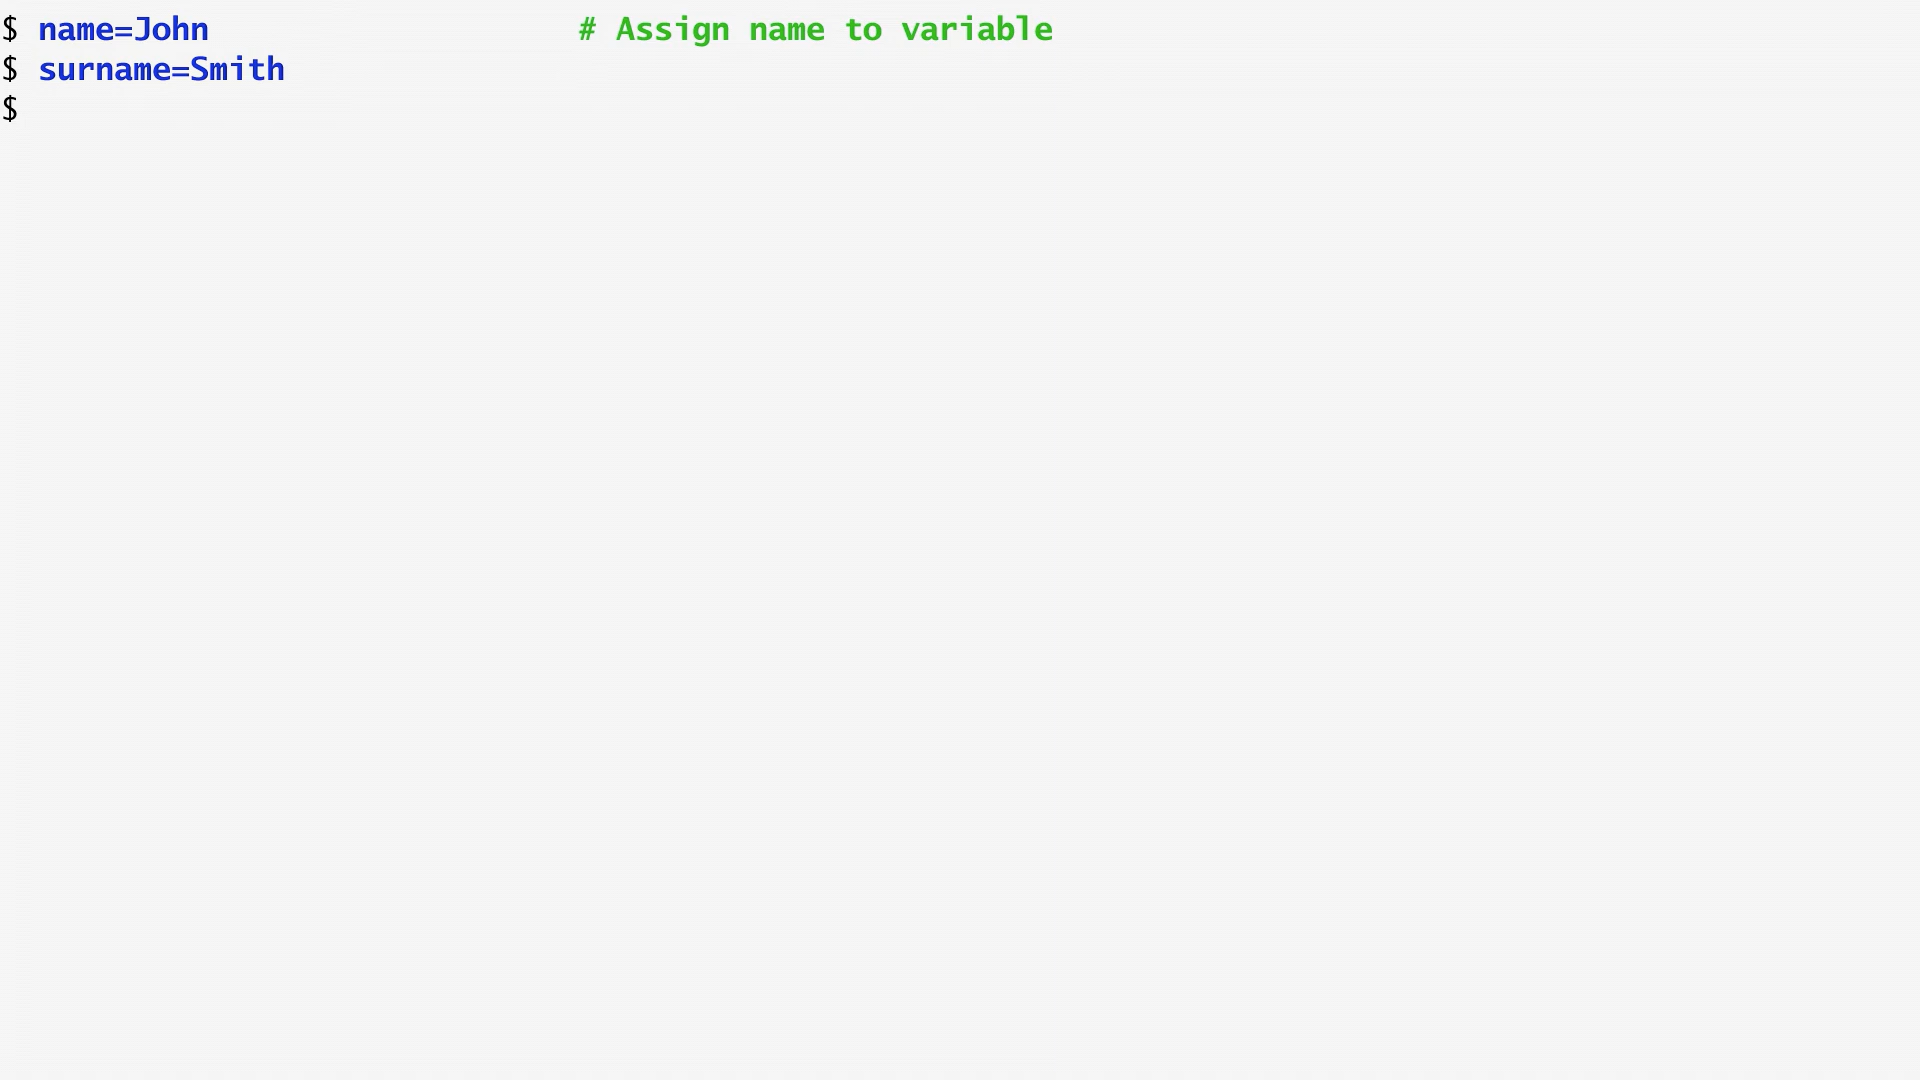 $ name=John # Assign name to variable
$ surname=Smith
$